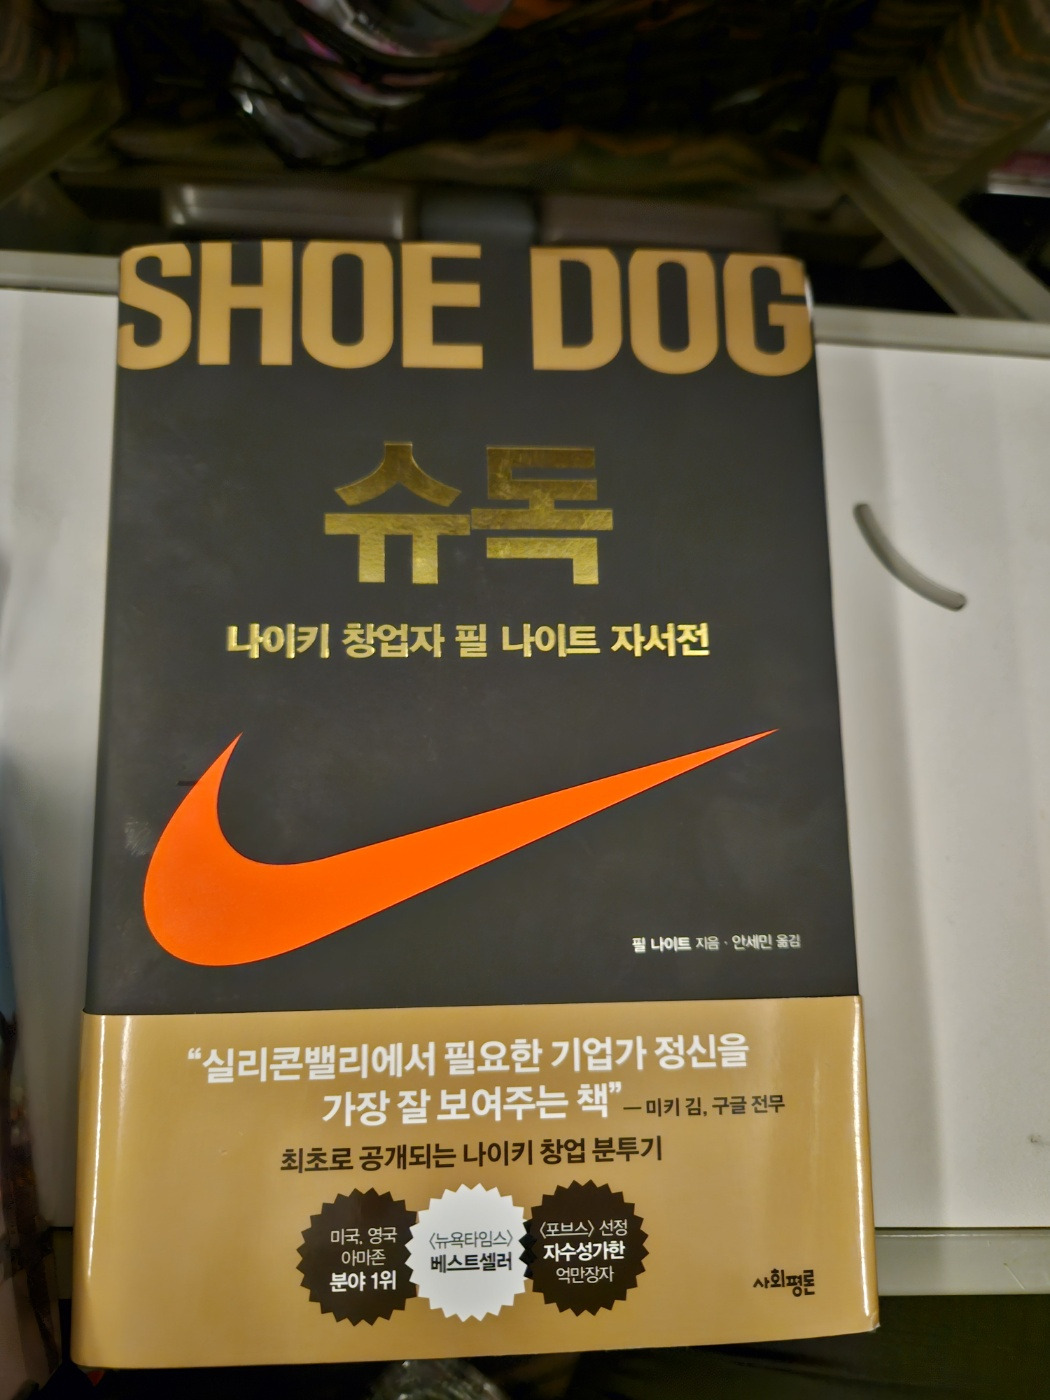 SHOE DOG
슈독
나이키 창업자 필 나이트 자서전
필 나이트 지음 · 안세민 옮김
“실리콘밸리에서 필요한 기업가 정신을
가장 잘 보여주는 책” — 미키 김, 구글 전무
최초로 공개되는 나이키 창업 분투기
미국, 영국
아마존
분야 1위
〈뉴욕타임스〉
베스트셀러
〈포브스〉 선정
자수성가한
억만장자
사회평론